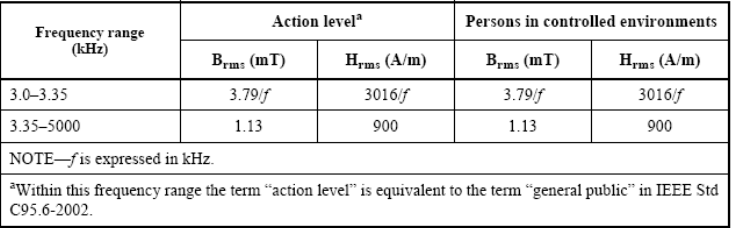 Frequency range (kHz) Action levelᵃ Persons in controlled environments
Bᵣₘₛ (mT) Hᵣₘₛ (A/m) Bᵣₘₛ (mT) Hᵣₘₛ (A/m)
3.0–3.35 3.79/f 3016/f 3.79/f 3016/f
3.35–5000 1.13 900 1.13 900
NOTE—f is expressed in kHz.
ᵃWithin this frequency range the term “action level” is equivalent to the term “general public” in IEEE Std
C95.6-2002.